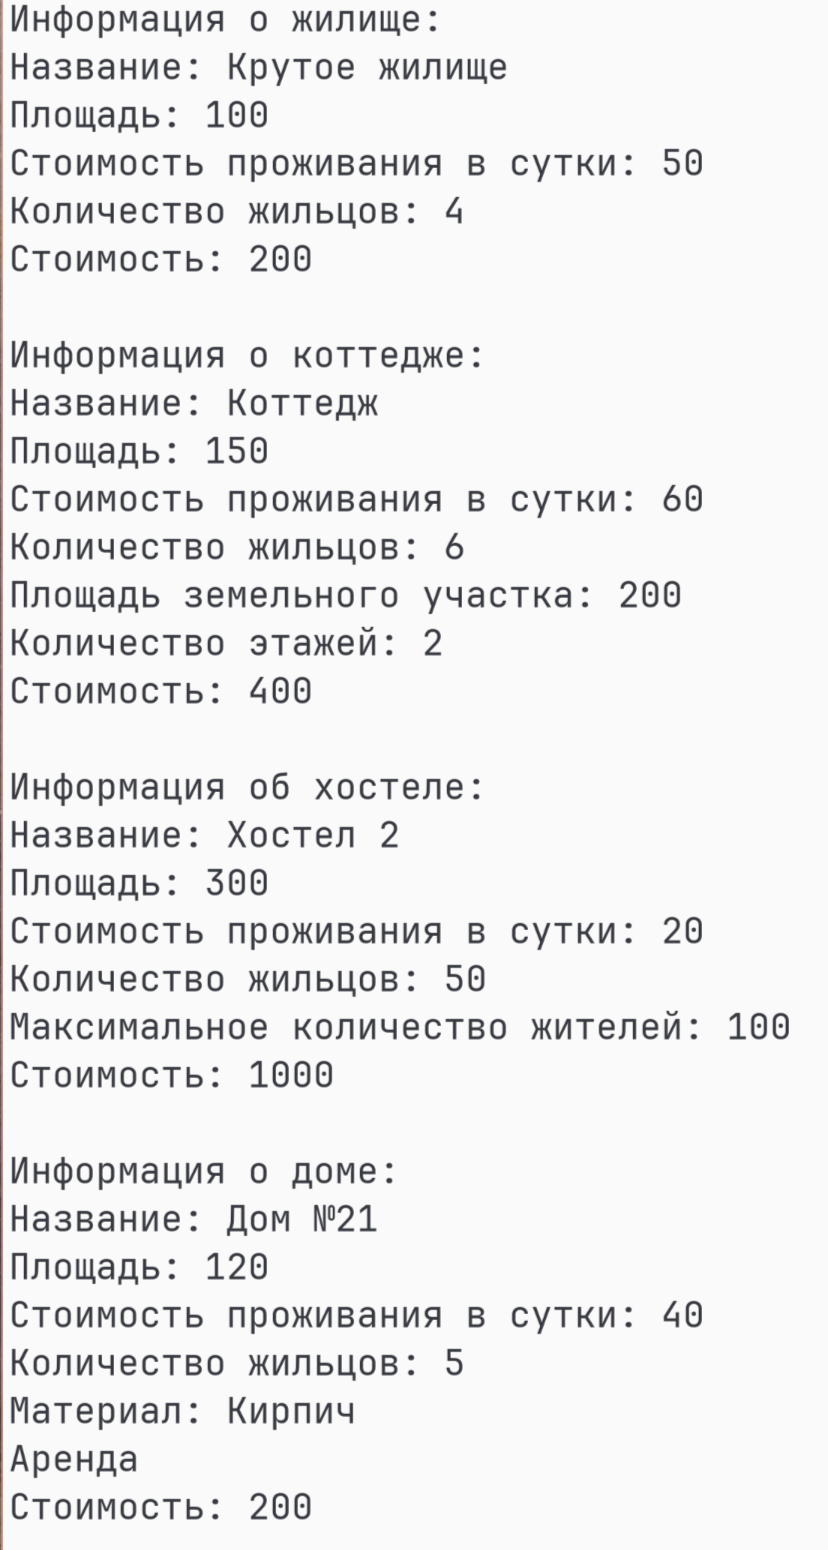 Информация о жилище:
Название: Крутое жилище
Площадь: 100
Стоимость проживания в сутки: 50
Количество жильцов: 4
Стоимость: 200
Информация о коттедже:
Название: Коттедж
Площадь: 150
Стоимость проживания в сутки: 60
Количество жильцов: 6
Площадь земельного участка: 200
Количество этажей: 2
Стоимость: 400
Информация об хостеле:
Название: Хостел 2
Площадь: 300
Стоимость проживания в сутки: 20
Количество жильцов: 50
Максимальное количество жителей: 100
Стоимость: 1000
Информация о доме:
Название: Дом №21
Площадь: 120
Стоимость проживания в сутки: 40
Количество жильцов: 5
Материал: Кирпич
Аренда
Стоимость: 200